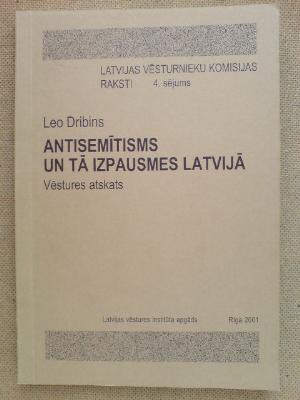 LATVIJAS VĒSTURNIEKU KOMISIJAS
RAKSTI 4. sējums
Leo Dribins
ANTISEMĪTISMS
UN TĀ IZPAUSMES LATVIJĀ
Vēstures atskats
Latvijas vēstures institūta apgāds Rīga 2001